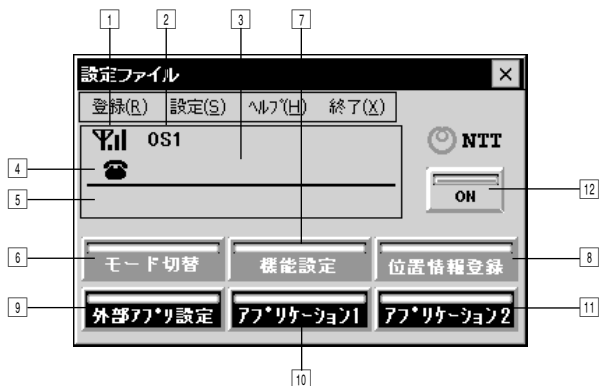 1 2 3 7
設定ファイル ×
登録(R) 設定(S) ﾍﾙﾌﾟ(H) 終了(X)
OS1 NTT
4
5
ON 12
6 モード切替 機能設定 位置情報登録 8
9 外部ｱﾌﾟﾘ設定 ｱﾌﾟﾘｹｰｼｮﾝ1 ｱﾌﾟﾘｹｰｼｮﾝ2 11
10